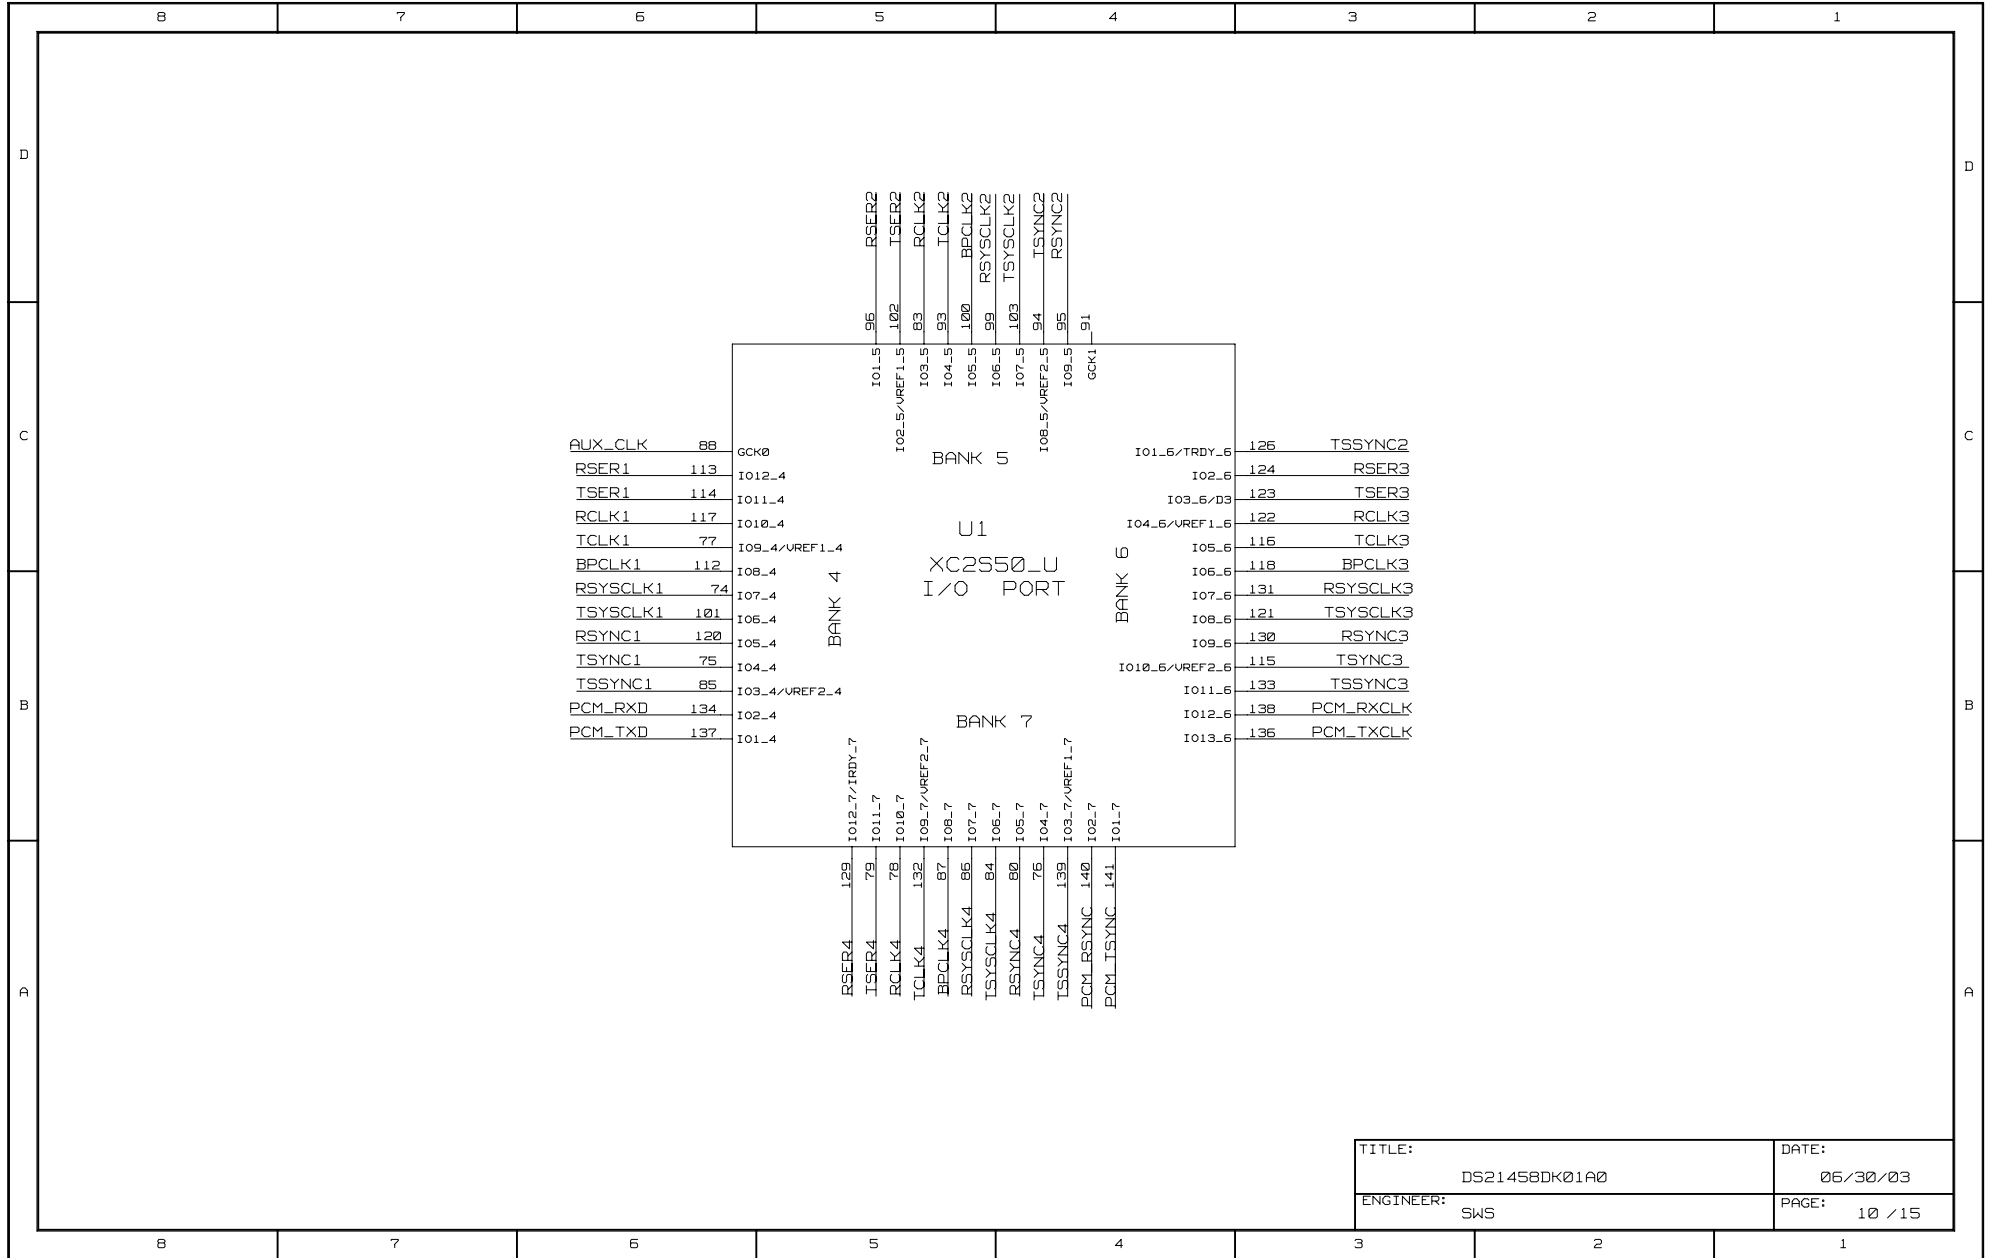 8 7 6 5 4 3 2 1
D D
RSER2 TSER2 RCLK2 TCLK2 BPCLK2 RSYSCLK2 TSYSCLK2 TSYNC2 RSYNC2
96 102 83 93 100 99 103 94 95 91
IO1_5 IO2_5/VREF1_5 IO3_5 IO4_5 IO5_5 IO6_5 IO7_5 IO8_5/VREF2_5 IO9_5 GCK1
BANK 5
C C
AUX_CLK 88 GCK0
RSER1 113 IO12_4
TSER1 114 IO11_4
RCLK1 117 IO10_4
TCLK1 77 IO9_4/VREF1_4
BPCLK1 112 IO8_4
RSYSCLK1 74 IO7_4
TSYSCLK1 101 IO6_4
RSYNC1 120 IO5_4
TSYNC1 75 IO4_4
TSSYNC1 85 IO3_4/VREF2_4
PCM_RXD 134 IO2_4
PCM_TXD 137 IO1_4
BANK 4
U1
XC2S50_U
I/O PORT
BANK 6
IO1_6/TRDY_6 126 TSSYNC2
IO2_6 124 RSER3
IO3_6/D3 123 TSER3
IO4_6/VREF1_6 122 RCLK3
IO5_6 116 TCLK3
IO6_6 118 BPCLK3
IO7_6 131 RSYSCLK3
IO8_6 121 TSYSCLK3
IO9_6 130 RSYNC3
IO10_6/VREF2_6 115 TSYNC3
IO11_6 133 TSSYNC3
IO12_6 138 PCM_RXCLK
IO13_6 136 PCM_TXCLK
B B
BANK 7
IO12_7/IRDY_7 IO11_7 IO10_7 IO9_7/VREF2_7 IO8_7 IO7_7 IO6_7 IO5_7 IO4_7 IO3_7/VREF1_7 IO2_7 IO1_7
129 79 78 132 87 86 84 80 76 139 140 141
RSER4 TSER4 RCLK4 TCLK4 BPCLK4 RSYSCLK4 TSYSCLK4 RSYNC4 TSYNC4 TSSYNC4 PCM_RSYNC PCM_TSYNC
A A
TITLE:
DS21458DK01A0
DATE:
06/30/03
ENGINEER:
SWS
PAGE:
10 /15
8 7 6 5 4 3 2 1